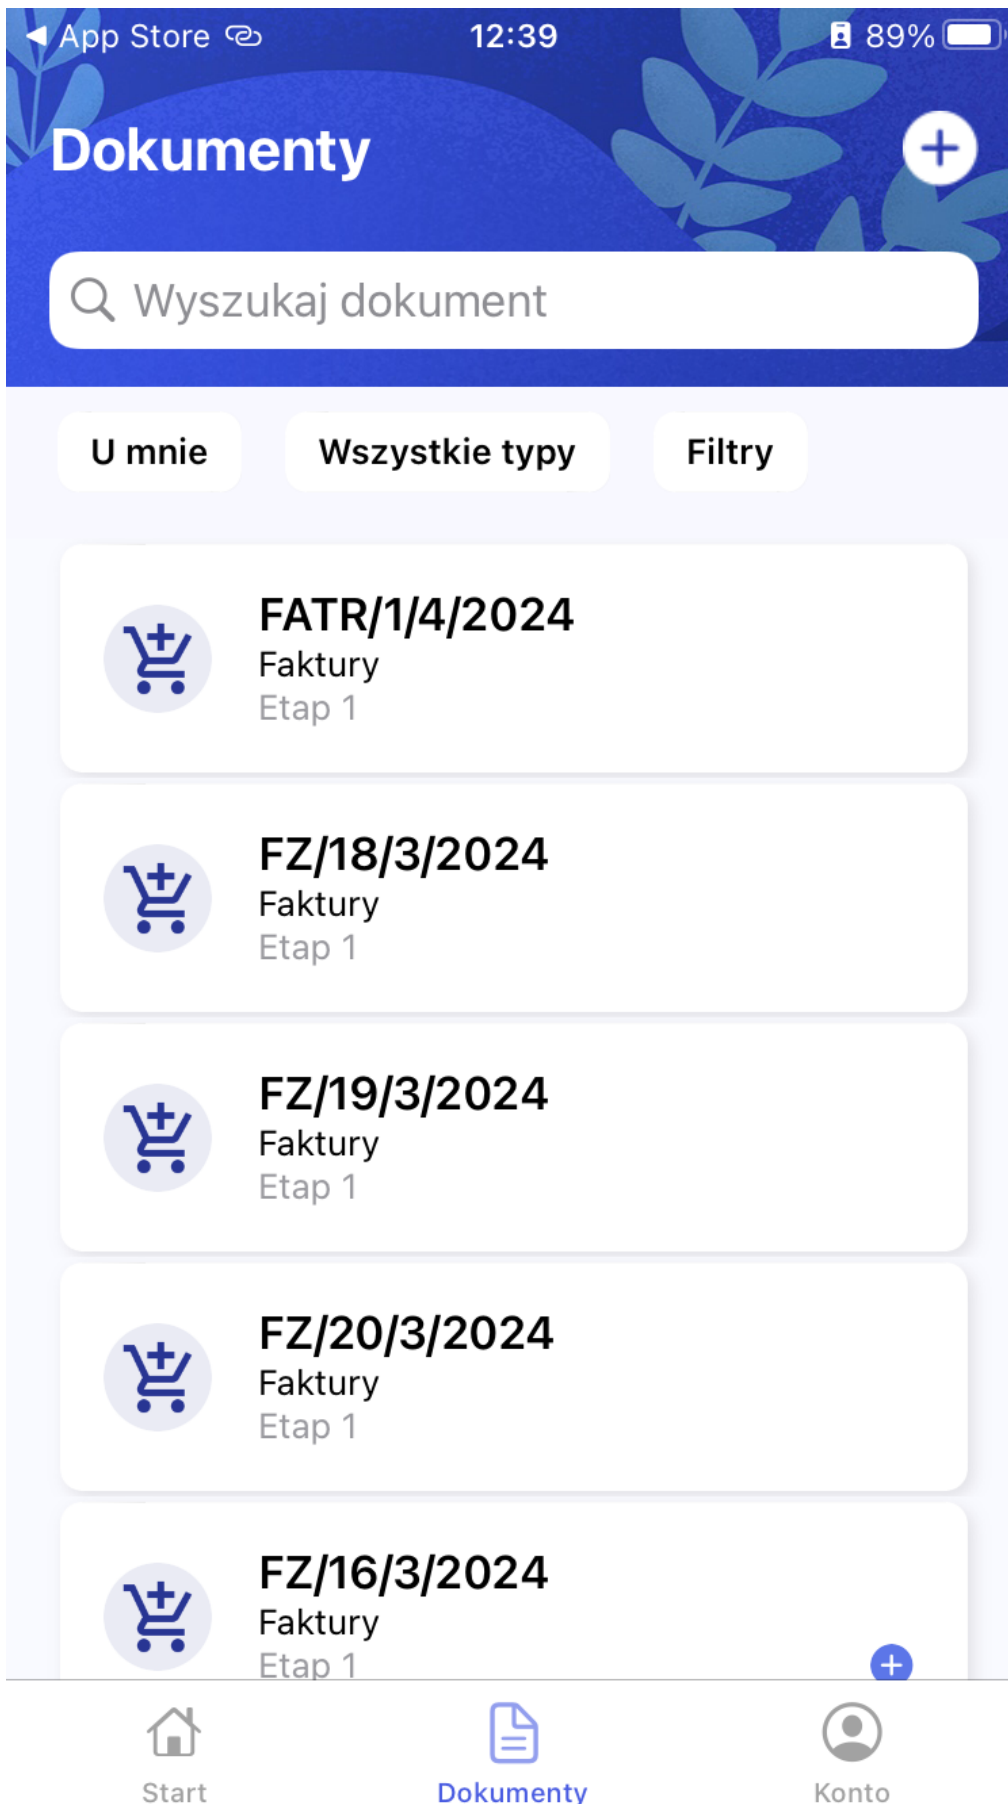 App Store 12:39 89%
Dokumenty
Wyszukaj dokument
U mnie Wszystkie typy Filtry
FATR/1/4/2024
Faktury
Etap 1
FZ/18/3/2024
Faktury
Etap 1
FZ/19/3/2024
Faktury
Etap 1
FZ/20/3/2024
Faktury
Etap 1
FZ/16/3/2024
Faktury
Etap 1
Start Dokumenty Konto